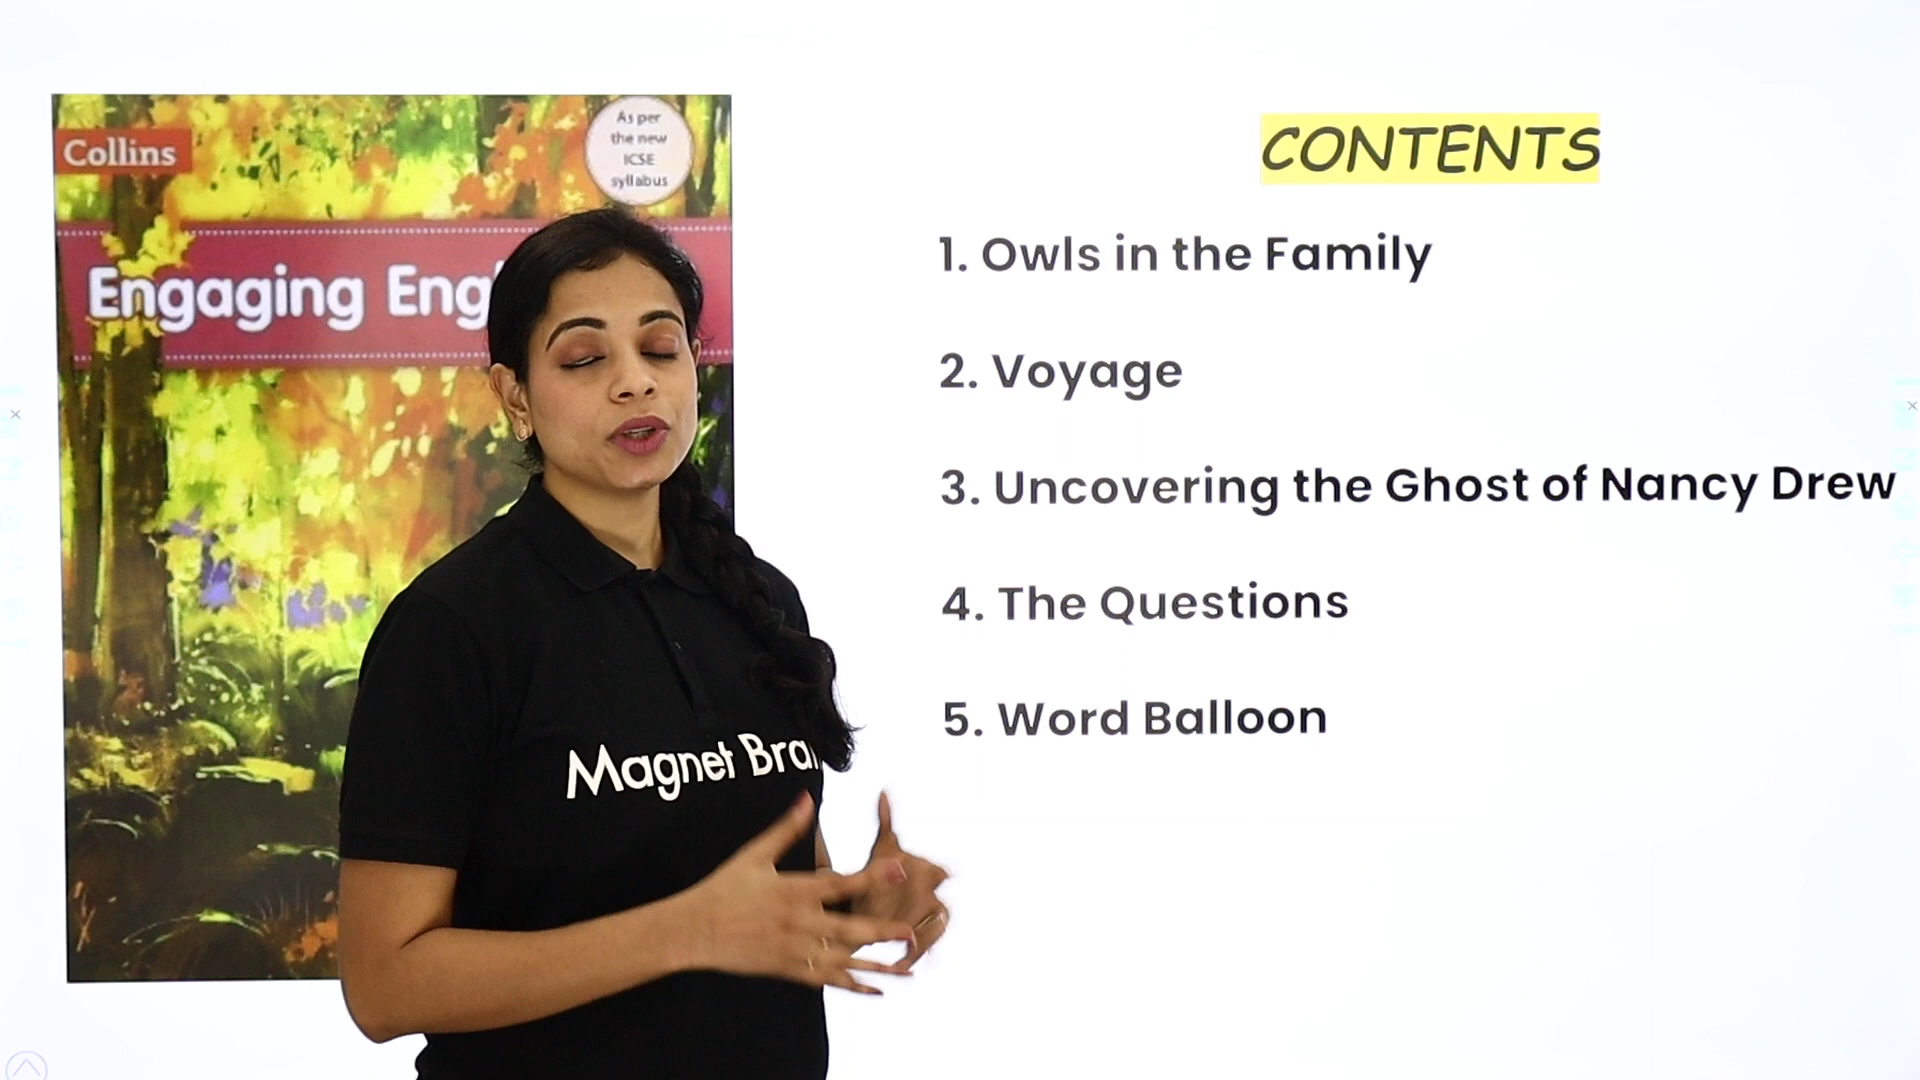 Collins
As per
the new
ICSE
syllabus
Engaging Eng
CONTENTS
1. Owls in the Family
2. Voyage
3. Uncovering the Ghost of Nancy Drew
4. The Questions
5. Word Balloon
Magnet Brai